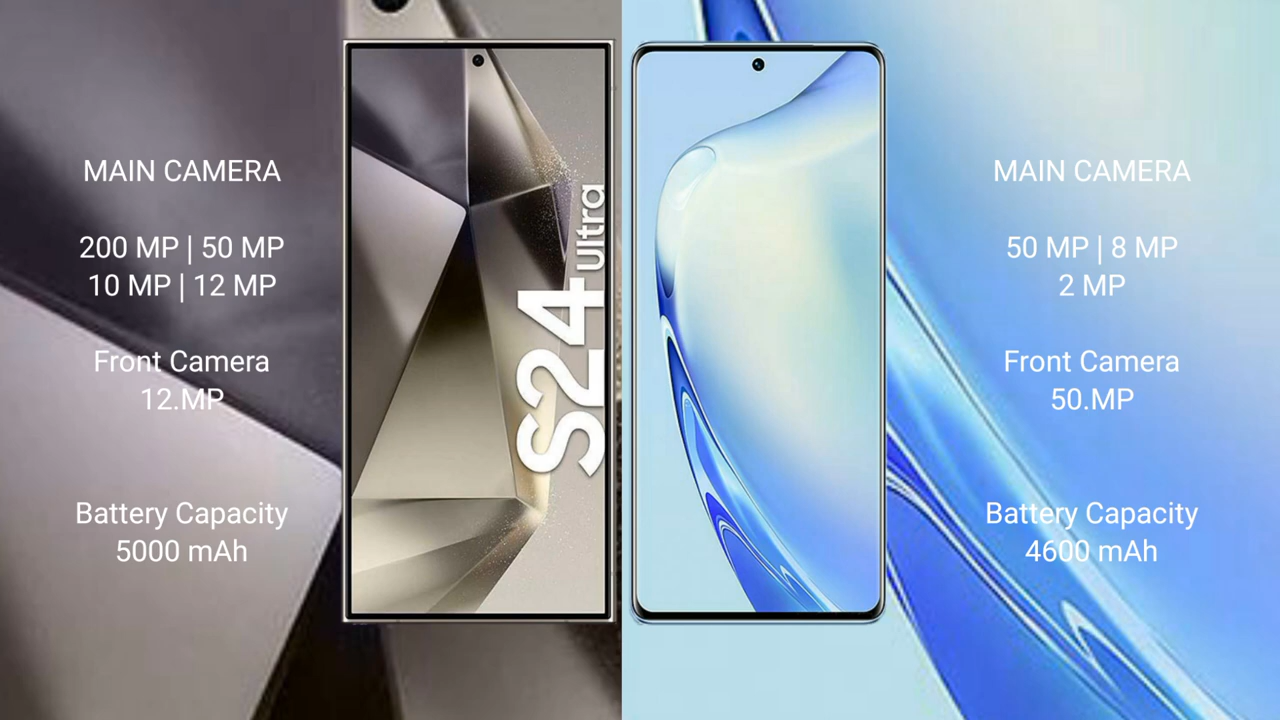 MAIN CAMERA
200 MP | 50 MP
10 MP | 12 MP
Front Camera
12.MP
Battery Capacity
5000 mAh
S24 Ultra
MAIN CAMERA
50 MP | 8 MP
2 MP
Front Camera
50.MP
Battery Capacity
4600 mAh